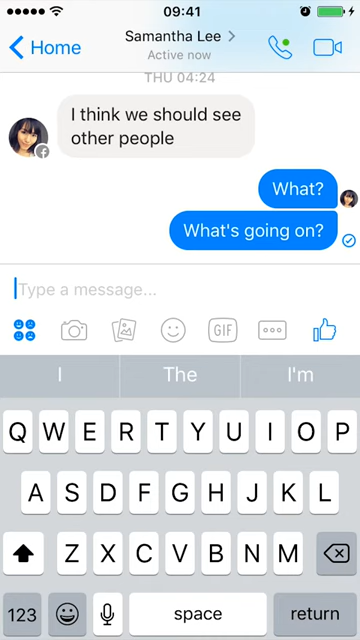 09:41
Home
Samantha Lee
Active now
THU 04:24
I think we should see
other people
What?
What's going on?
Type a message...
GIF
I The I'm
Q W E R T Y U I O P
A S D F G H J K L
Z X C V B N M
123 space return